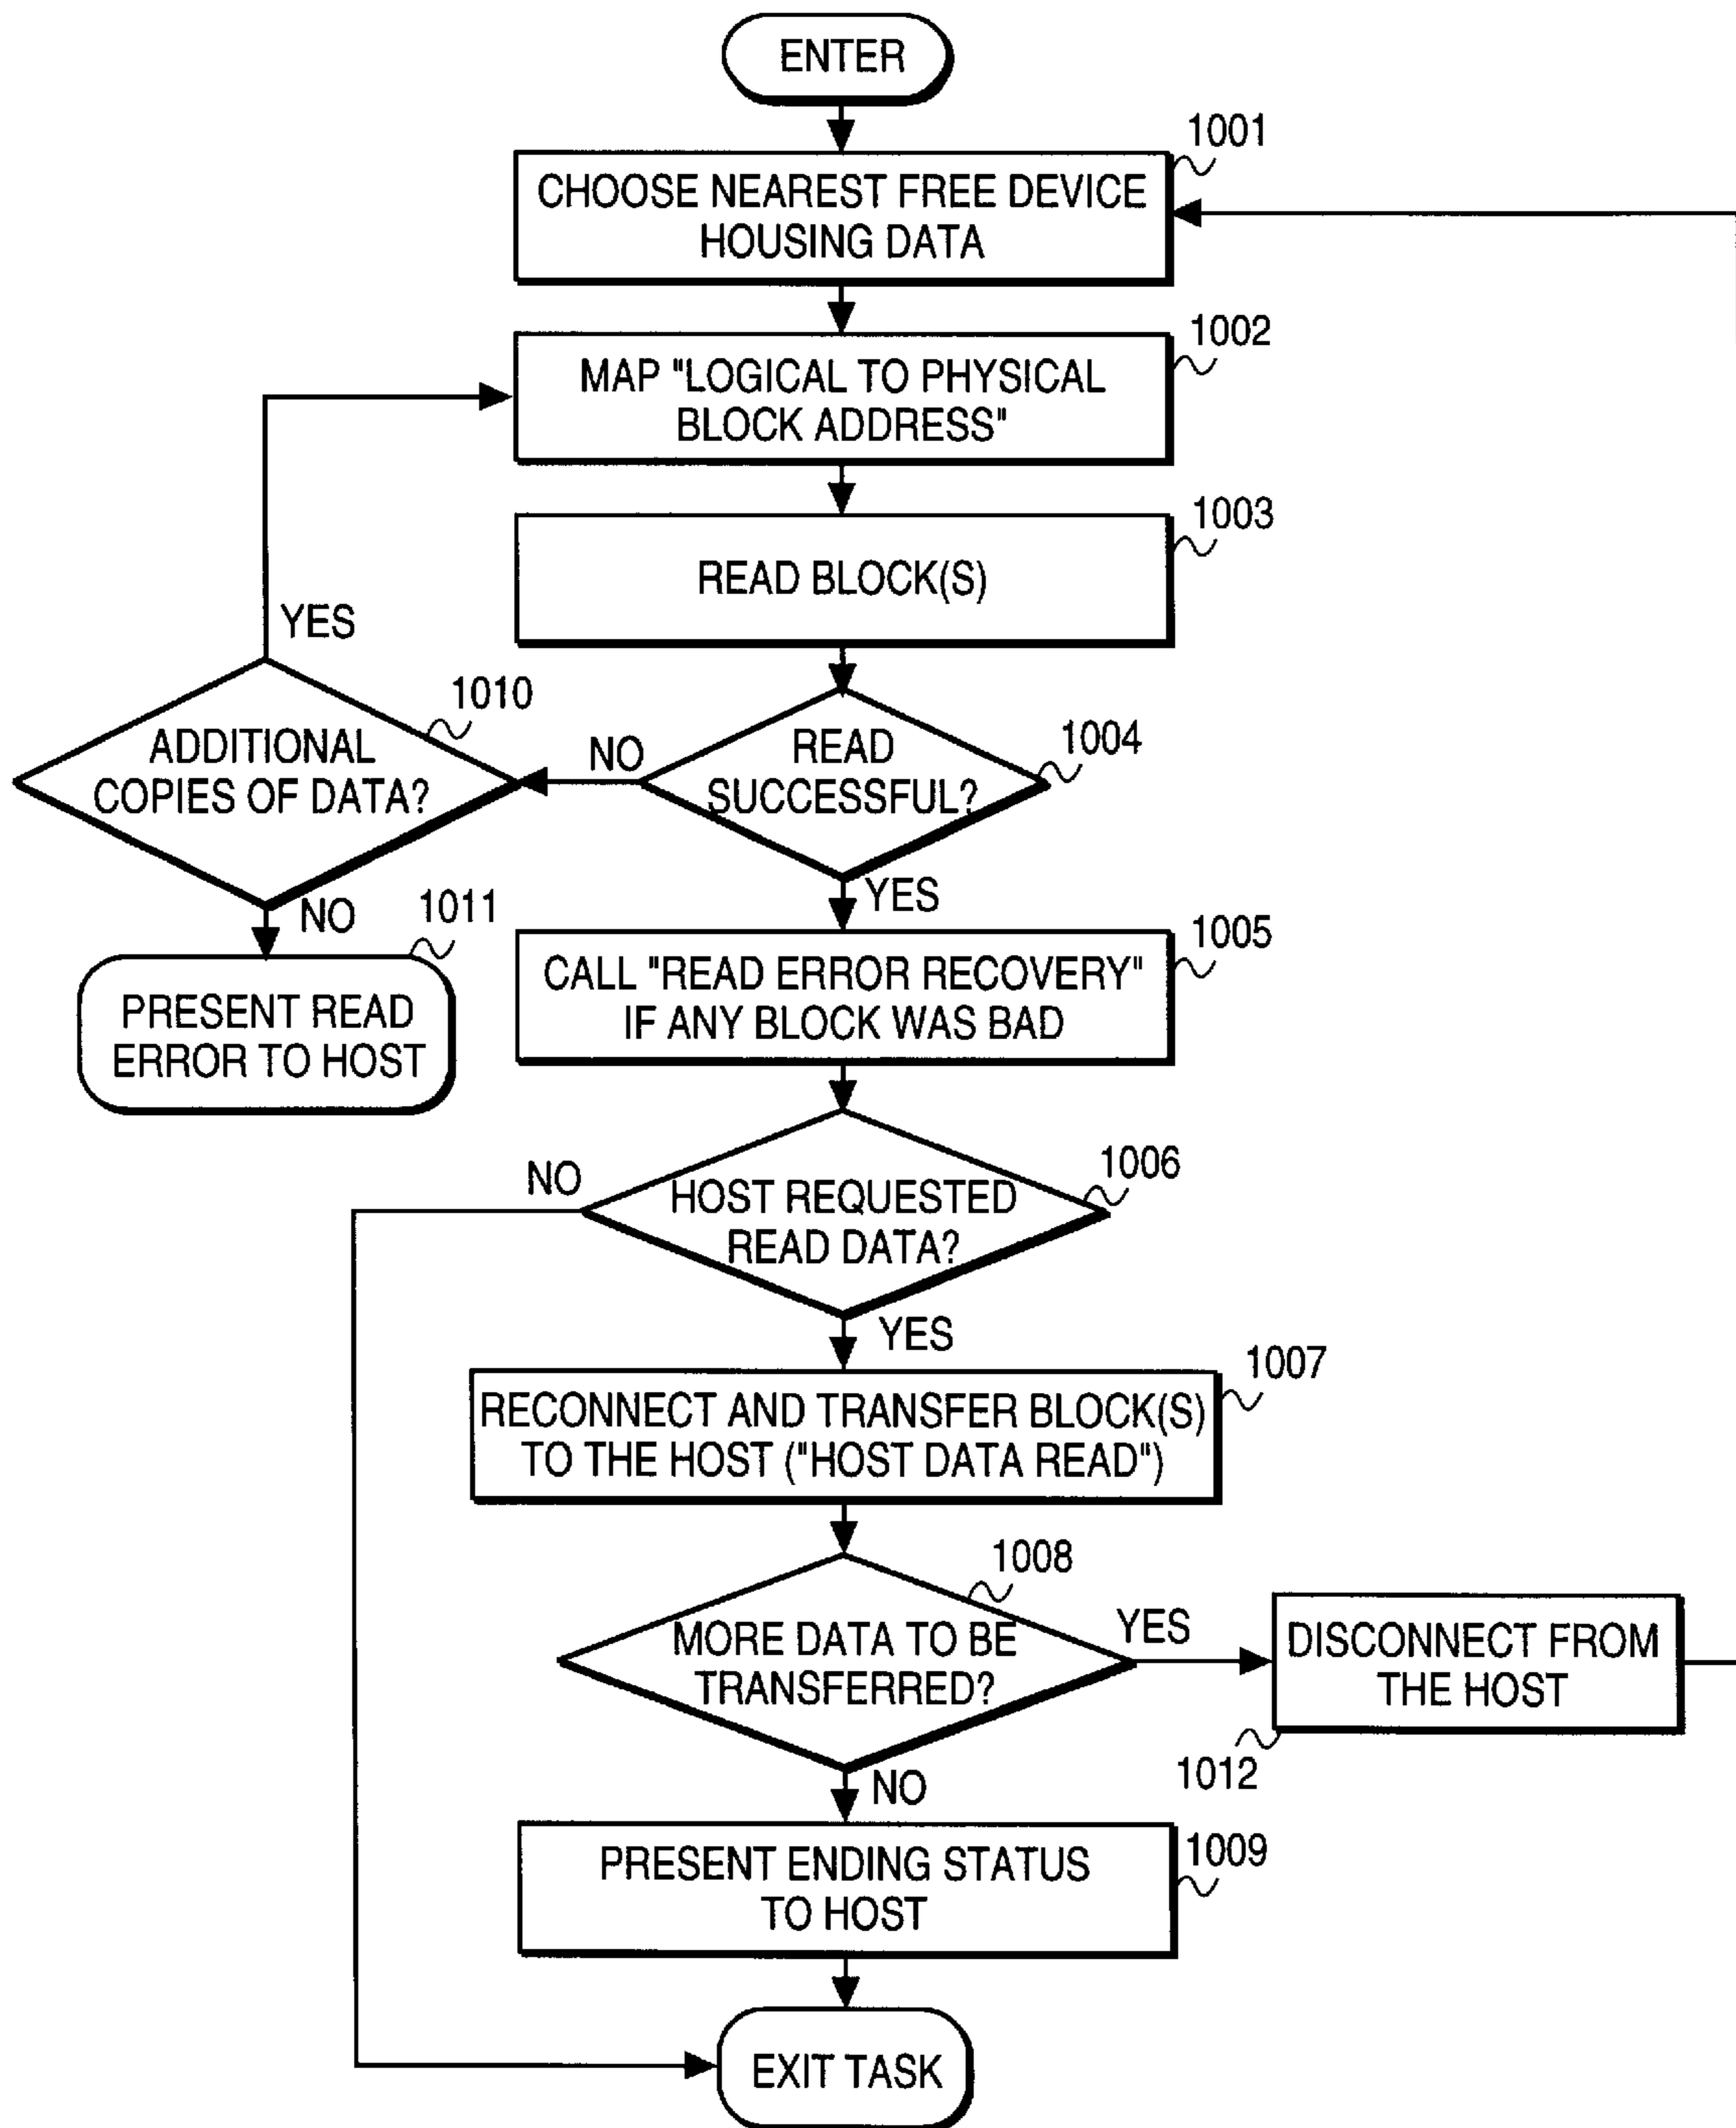 ENTER
1001
CHOOSE NEAREST FREE DEVICE
HOUSING DATA
1002
MAP "LOGICAL TO PHYSICAL
BLOCK ADDRESS"
1003
READ BLOCK(S)
YES
1010
ADDITIONAL
COPIES OF DATA?
NO
READ
SUCCESSFUL?
1004
YES
NO
1011
PRESENT READ
ERROR TO HOST
1005
CALL "READ ERROR RECOVERY"
IF ANY BLOCK WAS BAD
NO
1006
HOST REQUESTED
READ DATA?
YES
1007
RECONNECT AND TRANSFER BLOCK(S)
TO THE HOST ("HOST DATA READ")
1008
MORE DATA TO BE
TRANSFERRED?
YES
DISCONNECT FROM
THE HOST
1012
NO
1009
PRESENT ENDING STATUS
TO HOST
EXIT TASK